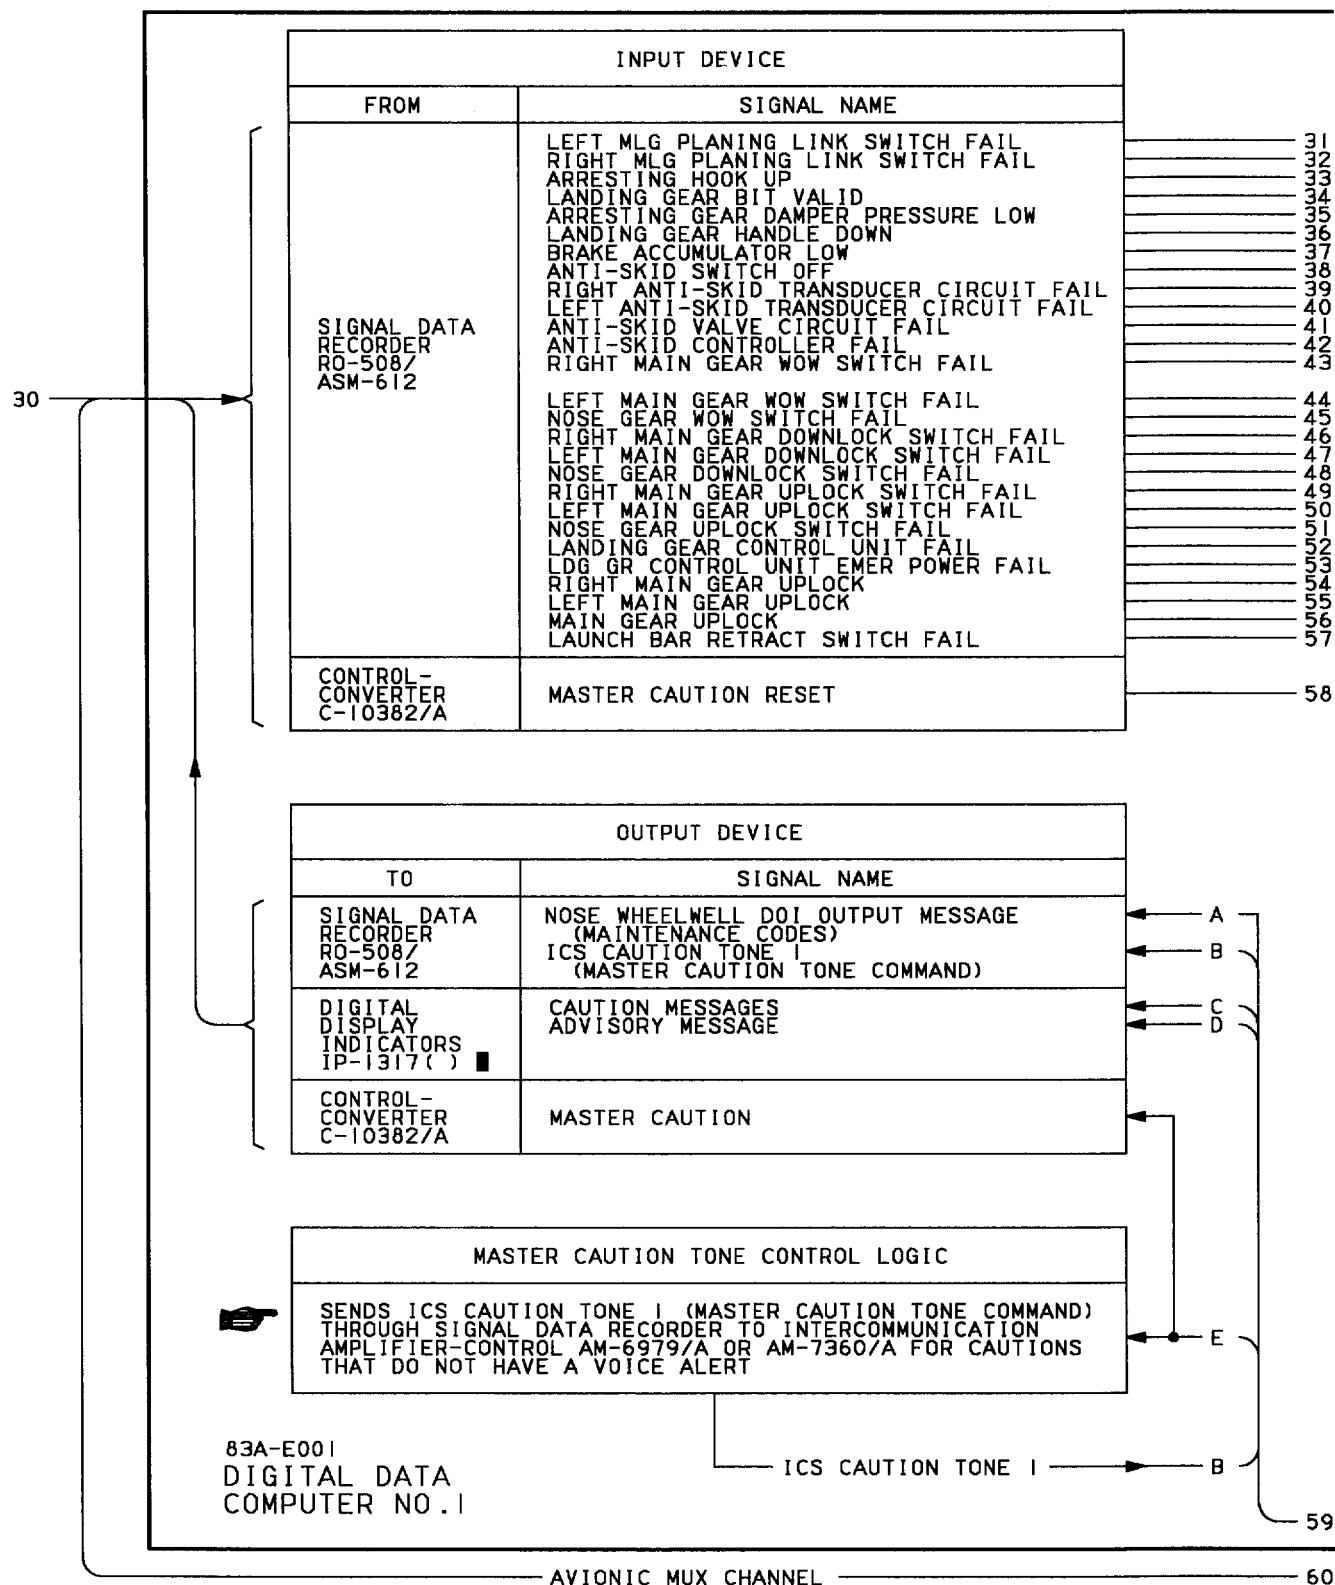 INPUT DEVICE
FROM SIGNAL NAME
LEFT MLG PLANING LINK SWITCH FAIL 31
RIGHT MLG PLANING LINK SWITCH FAIL 32
ARRESTING HOOK UP 33
LANDING GEAR BIT VALID 34
ARRESTING GEAR DAMPER PRESSURE LOW 35
LANDING GEAR HANDLE DOWN 36
BRAKE ACCUMULATOR LOW 37
ANTI-SKID SWITCH OFF 38
RIGHT ANTI-SKID TRANSDUCER CIRCUIT FAIL 39
LEFT ANTI-SKID TRANSDUCER CIRCUIT FAIL 40
SIGNAL DATA ANTI-SKID VALVE CIRCUIT FAIL 41
RECORDER ANTI-SKID CONTROLLER FAIL 42
RO-508/ RIGHT MAIN GEAR WOW SWITCH FAIL 43
ASM-612
30 LEFT MAIN GEAR WOW SWITCH FAIL 44
NOSE GEAR WOW SWITCH FAIL 45
RIGHT MAIN GEAR DOWNLOCK SWITCH FAIL 46
LEFT MAIN GEAR DOWNLOCK SWITCH FAIL 47
NOSE GEAR DOWNLOCK SWITCH FAIL 48
RIGHT MAIN GEAR UPLOCK SWITCH FAIL 49
LEFT MAIN GEAR UPLOCK SWITCH FAIL 50
NOSE GEAR UPLOCK SWITCH FAIL 51
LANDING GEAR CONTROL UNIT FAIL 52
LDG GR CONTROL UNIT EMER POWER FAIL 53
RIGHT MAIN GEAR UPLOCK 54
LEFT MAIN GEAR UPLOCK 55
MAIN GEAR UPLOCK 56
LAUNCH BAR RETRACT SWITCH FAIL 57
CONTROL-
CONVERTER MASTER CAUTION RESET 58
C-10382/A
OUTPUT DEVICE
TO SIGNAL NAME
SIGNAL DATA NOSE WHEELWELL DDI OUTPUT MESSAGE A
RECORDER (MAINTENANCE CODES)
RO-508/ ICS CAUTION TONE 1 B
ASM-612 (MASTER CAUTION TONE COMMAND)
DIGITAL CAUTION MESSAGES C
DISPLAY ADVISORY MESSAGE D
INDICATORS
IP-1317( )
CONTROL-
CONVERTER MASTER CAUTION
C-10382/A
MASTER CAUTION TONE CONTROL LOGIC
SENDS ICS CAUTION TONE 1 (MASTER CAUTION TONE COMMAND)
THROUGH SIGNAL DATA RECORDER TO INTERCOMMUNICATION E
AMPLIFIER-CONTROL AM-6979/A OR AM-7360/A FOR CAUTIONS
THAT DO NOT HAVE A VOICE ALERT
83A-E001
ICS CAUTION TONE 1 B
DIGITAL DATA
COMPUTER NO.1
59
AVIONIC MUX CHANNEL 60